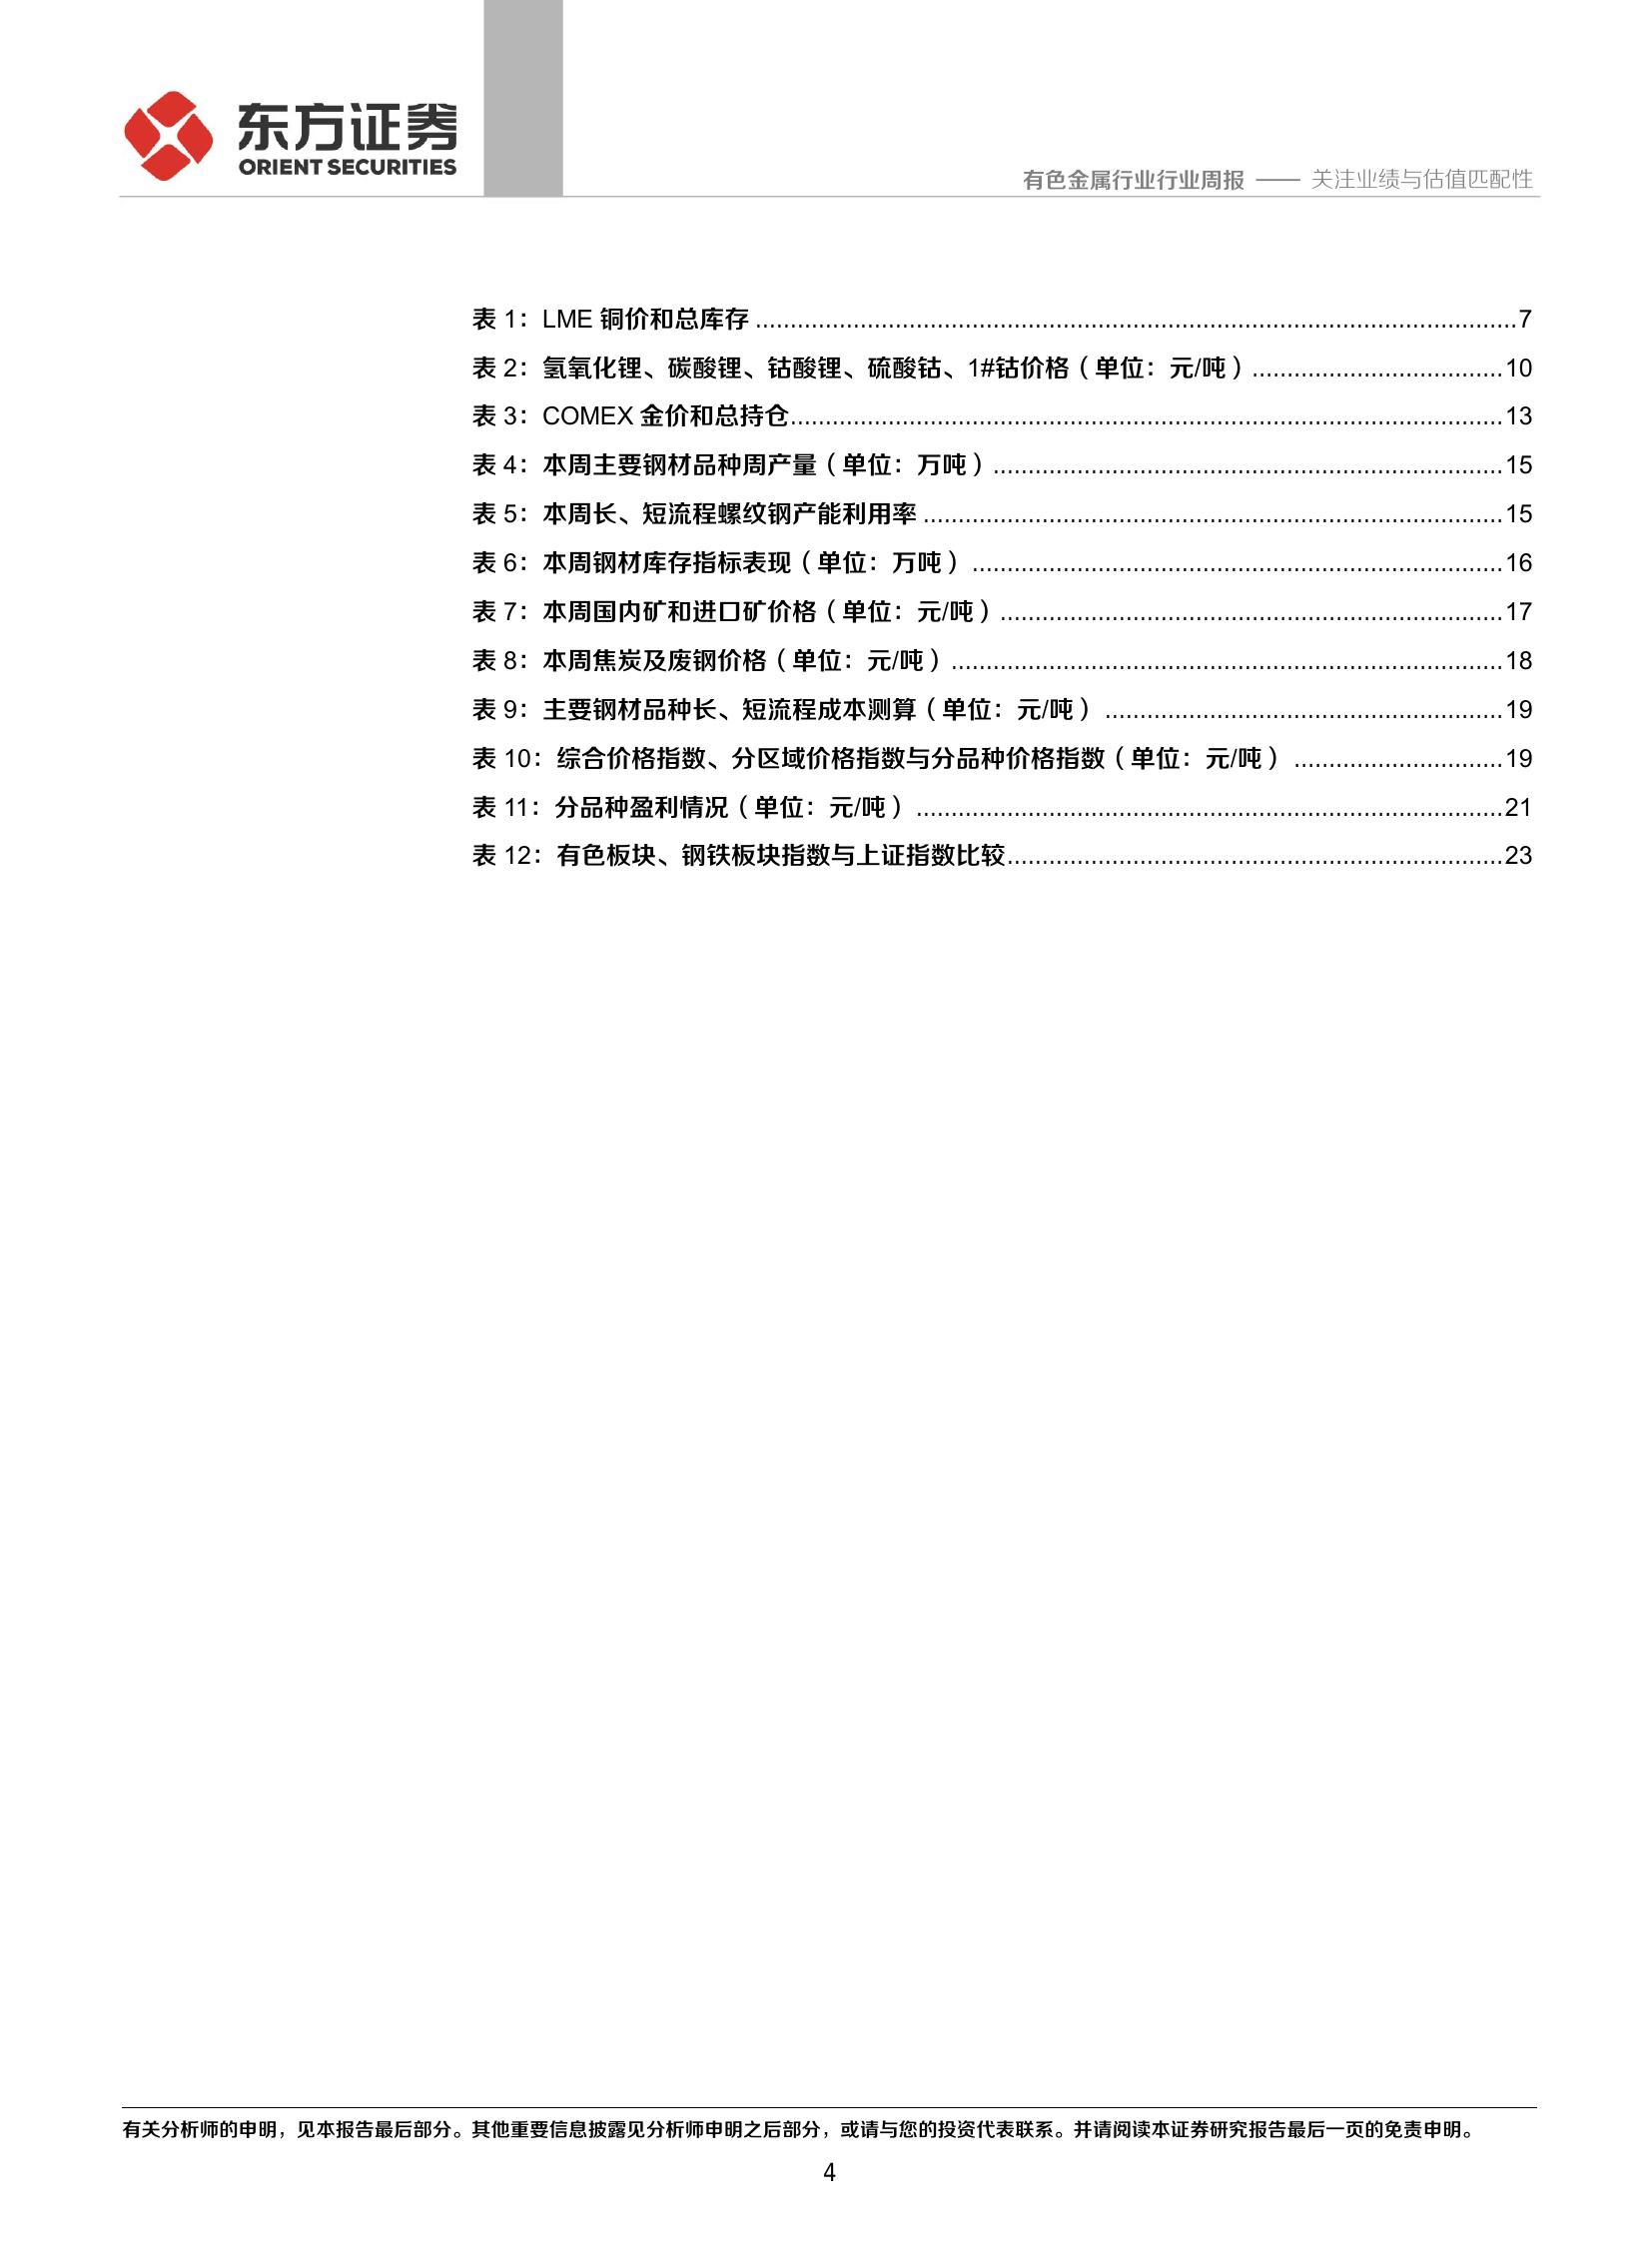 东方证券
ORIENT SECURITIES
有色金属行业行业周报 —— 关注业绩与估值匹配性
表 1：LME 铜价和总库存 ....................7
表 2：氢氧化锂、碳酸锂、钴酸锂、硫酸钴、1#钴价格（单位：元/吨）....................10
表 3：COMEX 金价和总持仓....................13
表 4：本周主要钢材品种周产量（单位：万吨）....................15
表 5：本周长、短流程螺纹钢产能利用率 ....................15
表 6：本周钢材库存指标表现（单位：万吨）....................16
表 7：本周国内矿和进口矿价格（单位：元/吨）....................17
表 8：本周焦炭及废钢价格（单位：元/吨）....................18
表 9：主要钢材品种长、短流程成本测算（单位：元/吨）....................19
表 10：综合价格指数、分区域价格指数与分品种价格指数（单位：元/吨）....................19
表 11：分品种盈利情况（单位：元/吨）....................21
表 12：有色板块、钢铁板块指数与上证指数比较....................23
有关分析师的申明，见本报告最后部分。其他重要信息披露见分析师申明之后部分，或请与您的投资代表联系。并请阅读本证券研究报告最后一页的免责申明。
4